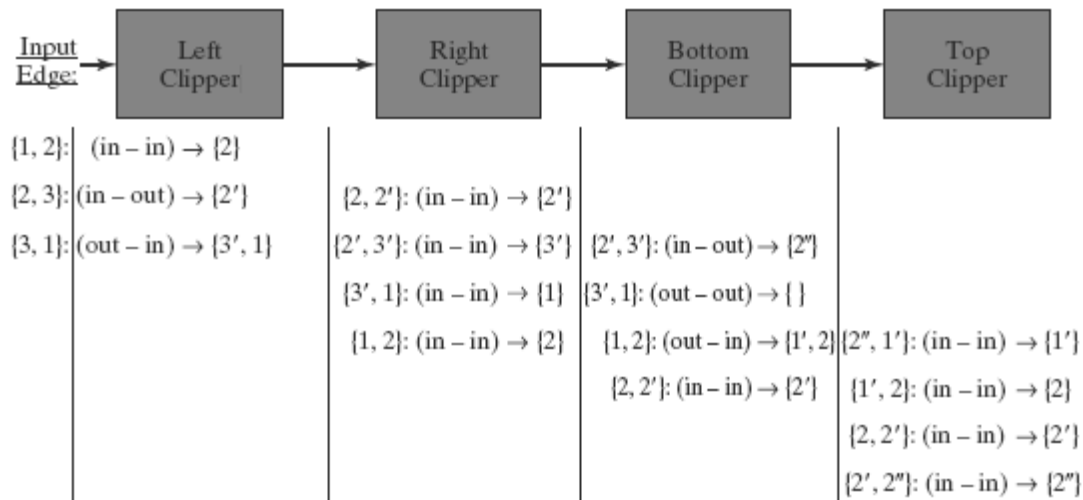 Input
Edge:
Left
Clipper
Right
Clipper
Bottom
Clipper
Top
Clipper
{1, 2}: (in – in) → {2}
{2, 3}: (in – out) → {2′} {2, 2′}: (in – in) → {2′}
{3, 1}: (out – in) → {3′, 1} {2′, 3′}: (in – in) → {3′} {2′, 3′}: (in – out) → {2″}
{3′, 1}: (in – in) → {1} {3′, 1}: (out – out) → { }
{1, 2}: (in – in) → {2} {1, 2}: (out – in) → {1′, 2} {2″, 1′}: (in – in) → {1′}
{2, 2′}: (in – in) → {2′} {1′, 2}: (in – in) → {2}
{2, 2′}: (in – in) → {2′}
{2′, 2″}: (in – in) → {2″}